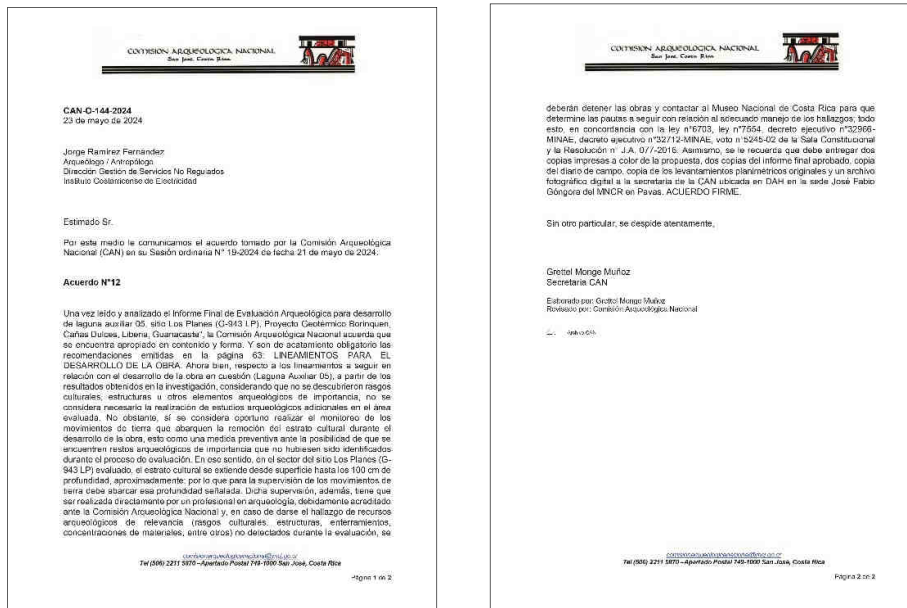 COMISION ARQUEOLOGICA NACIONAL
San José, Costa Rica
CAN-O-144-2024
23 de mayo de 2024
Jorge Ramírez Fernández
Arqueólogo / Antropólogo
Dirección Gestión de Servicios No Regulados
Instituto Costarricense de Electricidad
Estimado Sr.
Por este medio le comunicamos el acuerdo tomado por la Comisión Arqueológica
Nacional (CAN) en su Sesión ordinaria N° 19-2024 de fecha 21 de mayo de 2024.
Acuerdo N°12
Una vez leído y analizado el Informe Final de Evaluación Arqueológica para desarrollo
de laguna auxiliar 05, sitio Los Planes (G-943 LP), Proyecto Geotérmico Borinquen,
Cañas Dulces, Liberia, Guanacaste", la Comisión Arqueológica Nacional acuerda que
se encuentra apropiado en contenido y forma. Y son de acatamiento obligatorio las
recomendaciones emitidas en la página 63: LINEAMIENTOS PARA EL
DESARROLLO DE LA OBRA. Ahora bien, respecto a los lineamientos a seguir en
relación con el desarrollo de la obra en cuestión (Laguna Auxiliar 05), a partir de los
resultados obtenidos en la investigación, considerando que no se descubrieron rasgos
culturales, estructuras u otros elementos arqueológicos de importancia, no se
considera necesario la realización de estudios arqueológicos adicionales en el área
evaluada. No obstante, sí se considera oportuno realizar el monitoreo de los
movimientos de tierra que abarquen la remoción del estrato cultural durante el
desarrollo de la obra, esto como una medida preventiva ante la posibilidad de que se
encuentren restos arqueológicos de importancia que no hubiesen sido identificados
durante el proceso de evaluación. En ese sentido, en el sector del sitio Los Planes (G-
943 LP) evaluado, el estrato cultural se extiende desde superficie hasta los 100 cm de
profundidad, aproximadamente; por lo que para la supervisión de los movimientos de
tierra debe abarcar esa profundidad señalada. Dicha supervisión, además, tiene que
ser realizada directamente por un profesional en arqueología, debidamente acreditado
ante la Comisión Arqueológica Nacional y, en caso de darse el hallazgo de recursos
arqueológicos de relevancia (rasgos culturales, estructuras, enterramientos,
concentraciones de materiales, entre otros) no detectados durante la evaluación, se
Tel (506) 2211 5870 –Apartado Postal 749-1000 San José, Costa Rica
Página 1 de 2
COMISION ARQUEOLOGICA NACIONAL
San José, Costa Rica
deberán detener las obras y contactar al Museo Nacional de Costa Rica para que
determine las pautas a seguir con relación al adecuado manejo de los hallazgos; todo
esto, en concordancia con la ley n°6703, ley n°7554, decreto ejecutivo n°32966-
MINAE, decreto ejecutivo n°32712-MINAE, voto n°5245-02 de la Sala Constitucional
y la Resolución n° J.A. 077-2015. Asimismo, se le recuerda que debe entregar dos
copias impresas a color de la propuesta, dos copias del informe final aprobado, copia
del diario de campo, copia de los levantamientos planimétricos originales y un archivo
fotográfico digital a la secretaria de la CAN ubicada en DAH en la sede José Fabio
Góngora del MNCR en Pavas. ACUERDO FIRME.
Sin otro particular, se despide atentamente,
Grettel Monge Muñoz
Secretaria CAN
Elaborado por: Grettel Monge Muñoz
Revisado por: Comisión Arqueológica Nacional
Archivo CAN
Tel (506) 2211 5870 –Apartado Postal 749-1000 San José, Costa Rica
Página 2 de 2